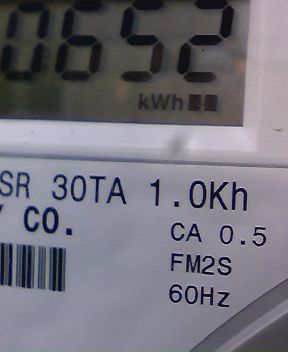 0652
kWh
SR 30TA 1.0Kh
Y CO.
CA 0.5
FM2S
60Hz